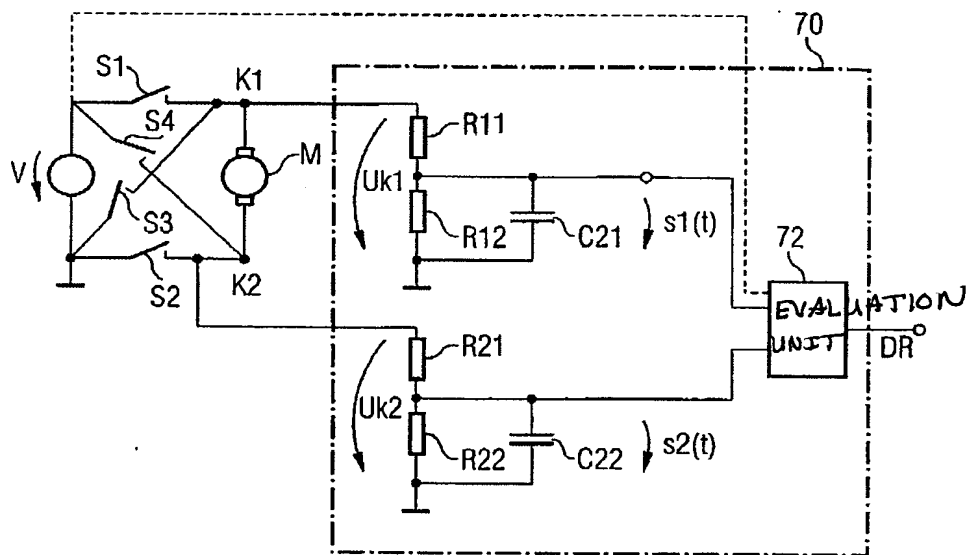 70
S1
K1
S4
R11
V
M
Uk1
S3
R12
C21
s1(t)
S2
K2
72
EVALUATION
UNIT
DR
R21
Uk2
R22
C22
s2(t)